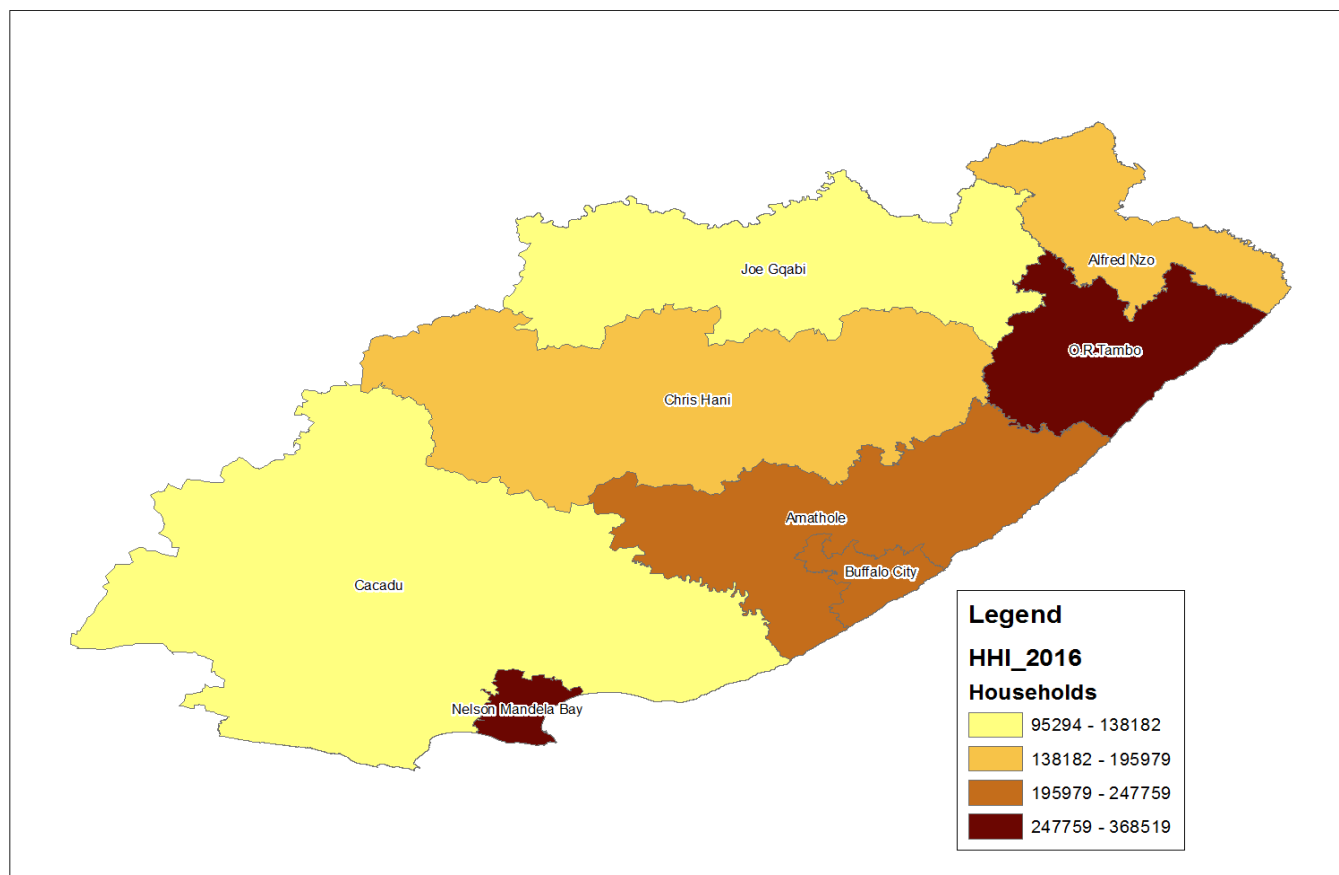 Alfred Nzo
Joe Gqabi
O.R.Tambo
Chris Hani
Amathole
Buffalo City
Cacadu
Nelson Mandela Bay
Legend
HHI_2016
Households
95294 - 138182
138182 - 195979
195979 - 247759
247759 - 368519